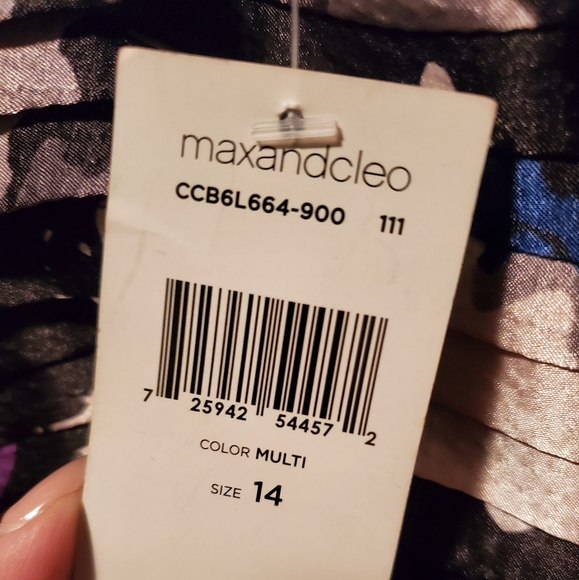 maxandcleo
CCB6L664-900 111
7 25942 54457 2
COLOR MULTI
SIZE 14